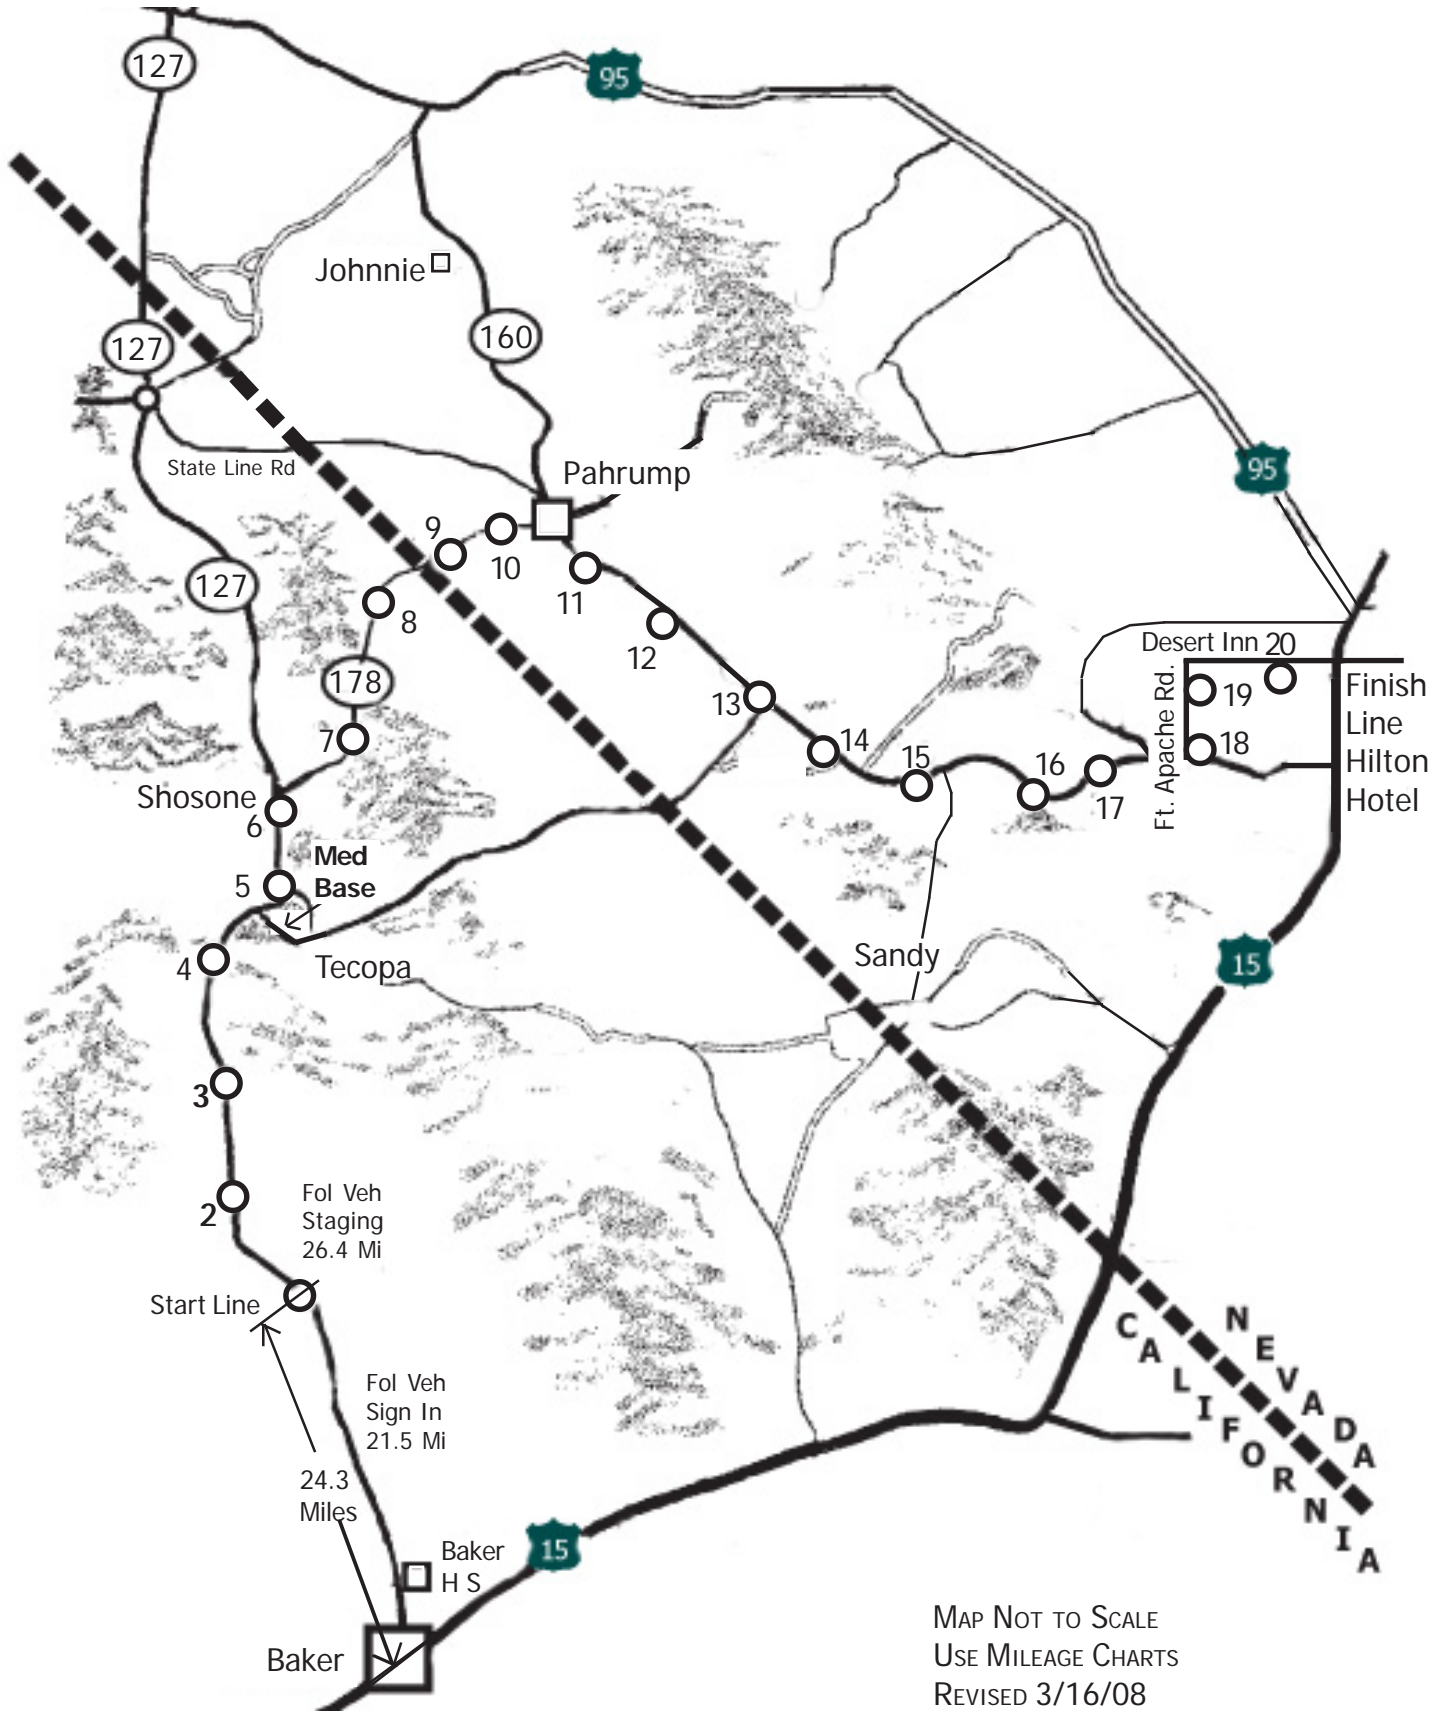 127
95
Johnnie
160
127
State Line Rd
Pahrump
95
9
10
127
11
8
12
Desert Inn 20
178
13
Ft. Apache Rd.
19
Finish
Line
Hilton
Hotel
7
14
18
15
16
17
Shosone
6
Med
Base
5
4
Tecopa
Sandy
15
3
2
Fol Veh
Staging
26.4 Mi
Start Line
NEVADA
CALIFORNIA
Fol Veh
Sign In
21.5 Mi
24.3
Miles
15
Baker
H S
Baker
MAP NOT TO SCALE
USE MILEAGE CHARTS
REVISED 3/16/08